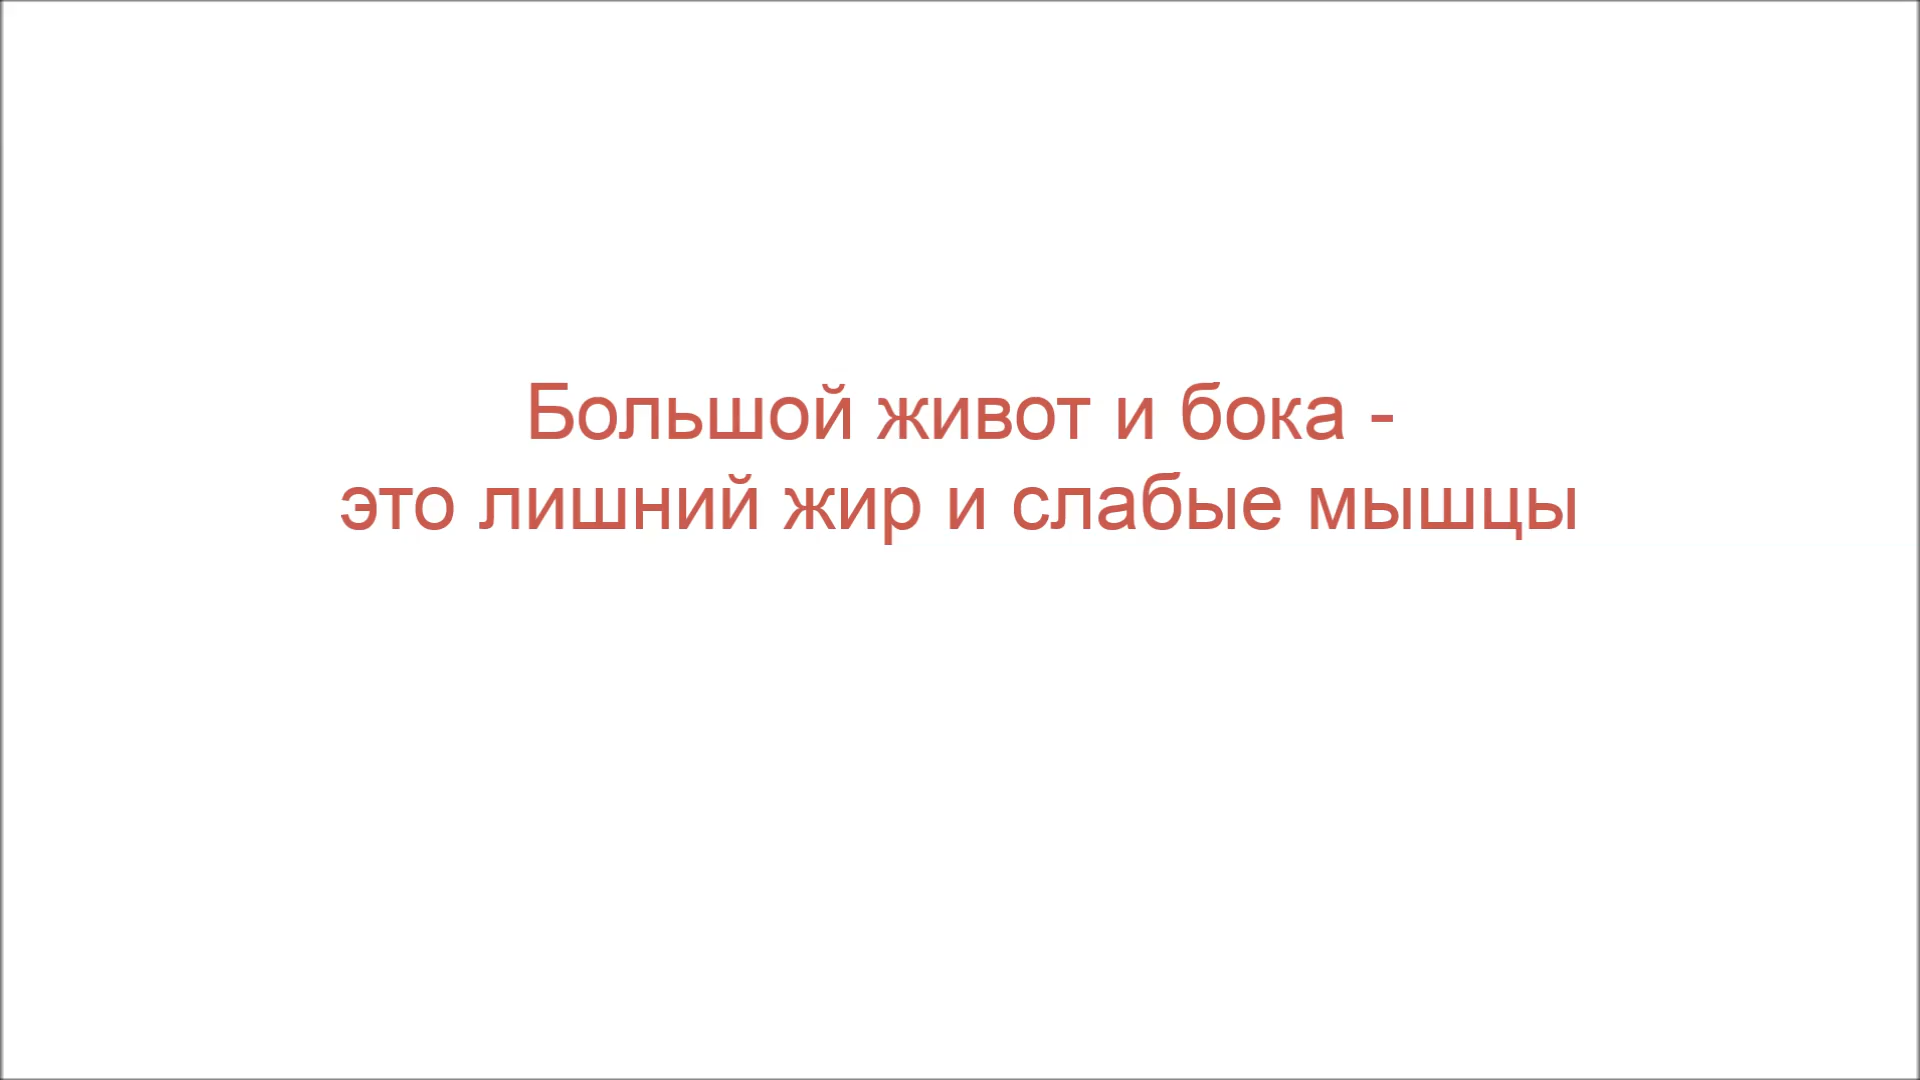 Большой живот и бока -
это лишний жир и слабые мышцы